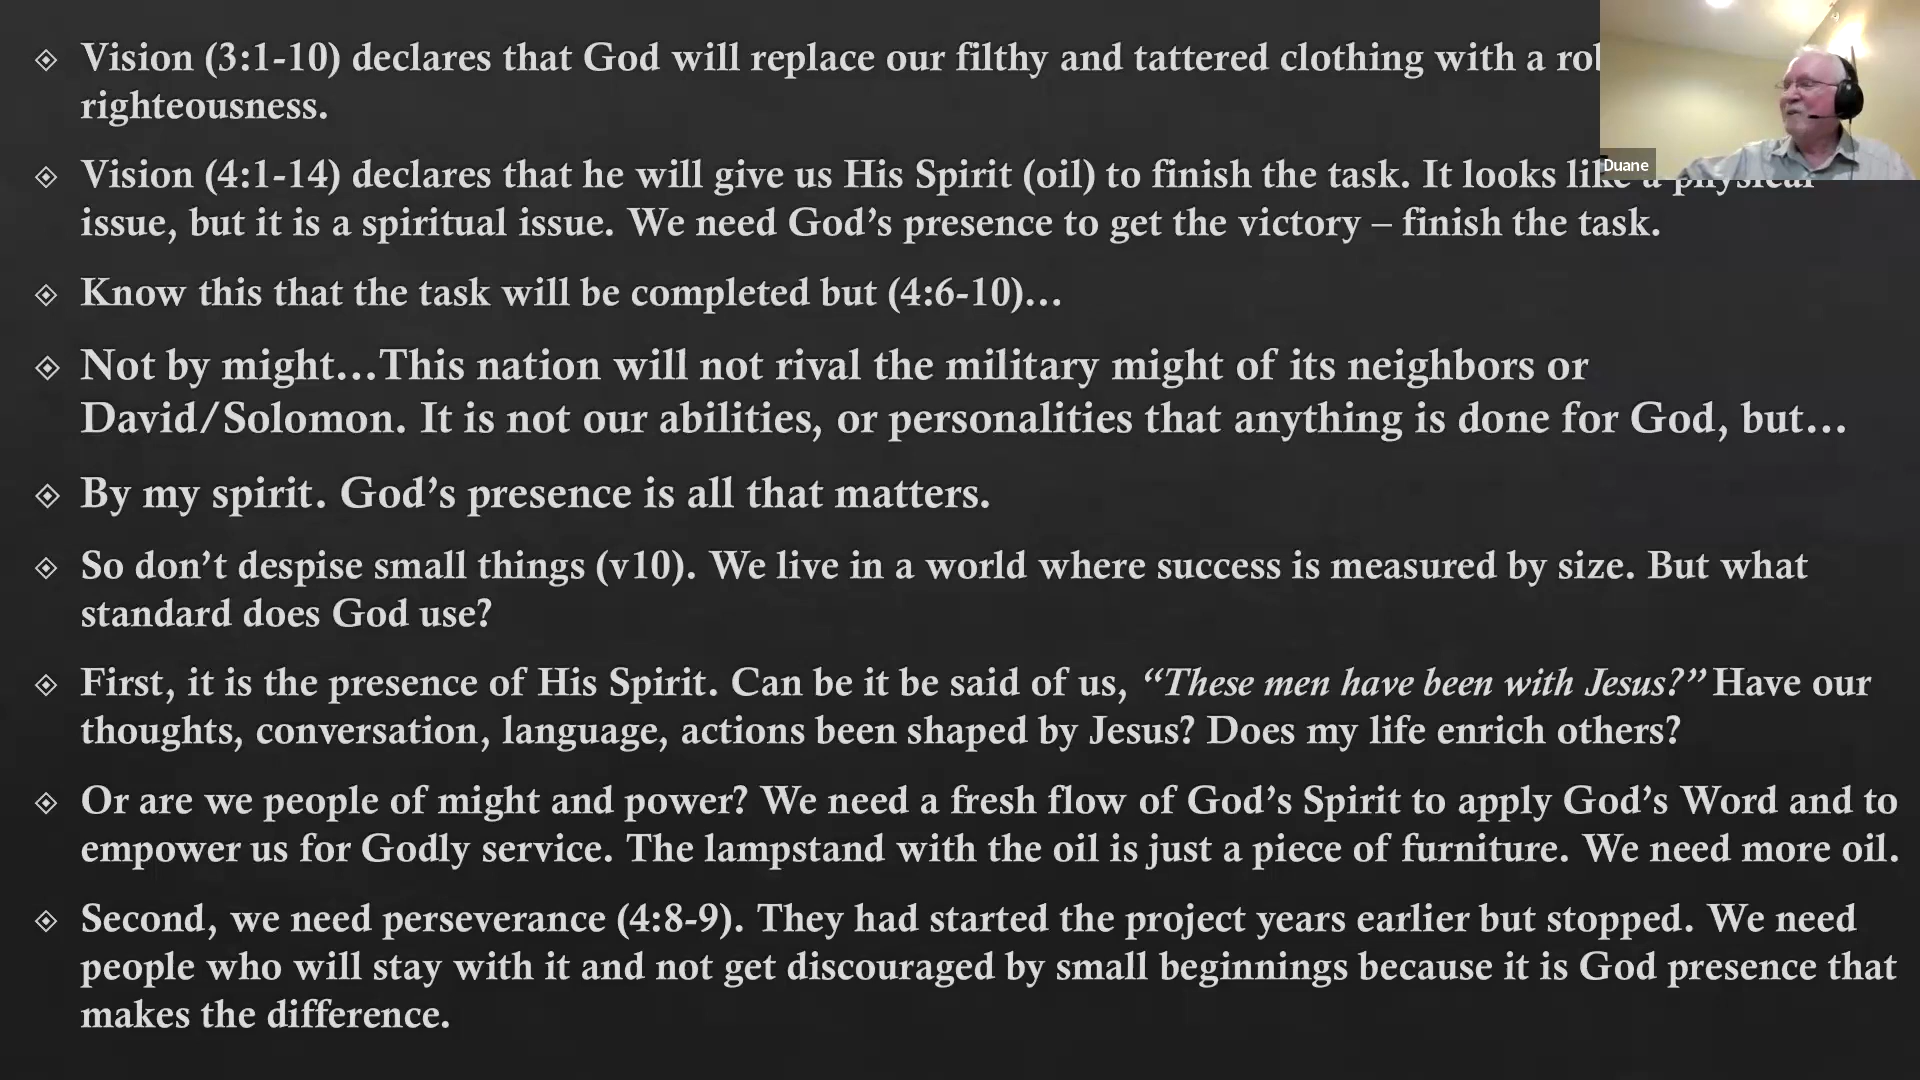 Vision (3:1-10) declares that God will replace our filthy and tattered clothing with a
righteousness.
Duane
Vision (4:1-14) declares that he will give us His Spirit (oil) to finish the task. It looks like a physical
issue, but it is a spiritual issue. We need God’s presence to get the victory – finish the task.
Know this that the task will be completed but (4:6-10)…
Not by might…This nation will not rival the military might of its neighbors or
David/Solomon. It is not our abilities, or personalities that anything is done for God, but…
By my spirit. God’s presence is all that matters.
So don’t despise small things (v10). We live in a world where success is measured by size. But what
standard does God use?
First, it is the presence of His Spirit. Can be it be said of us, “These men have been with Jesus?” Have our
thoughts, conversation, language, actions been shaped by Jesus? Does my life enrich others?
Or are we people of might and power? We need a fresh flow of God’s Spirit to apply God’s Word and to
empower us for Godly service. The lampstand with the oil is just a piece of furniture. We need more oil.
Second, we need perseverance (4:8-9). They had started the project years earlier but stopped. We need
people who will stay with it and not get discouraged by small beginnings because it is God presence that
makes the difference.